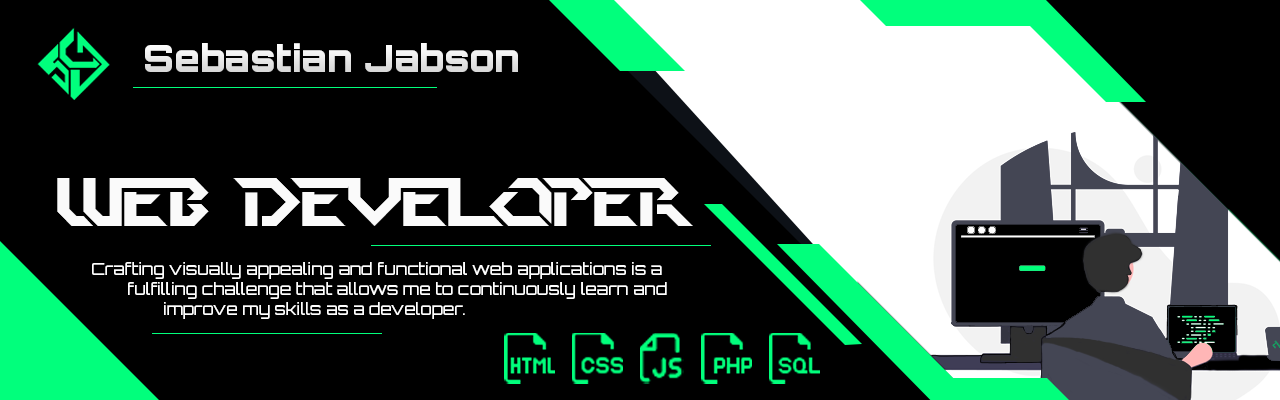 Sebastian Jabson
WEB DEVELOPER
Crafting visually appealing and functional web applications is a
fulfilling challenge that allows me to continuously learn and
improve my skills as a developer.
HTML CSS JS PHP SQL